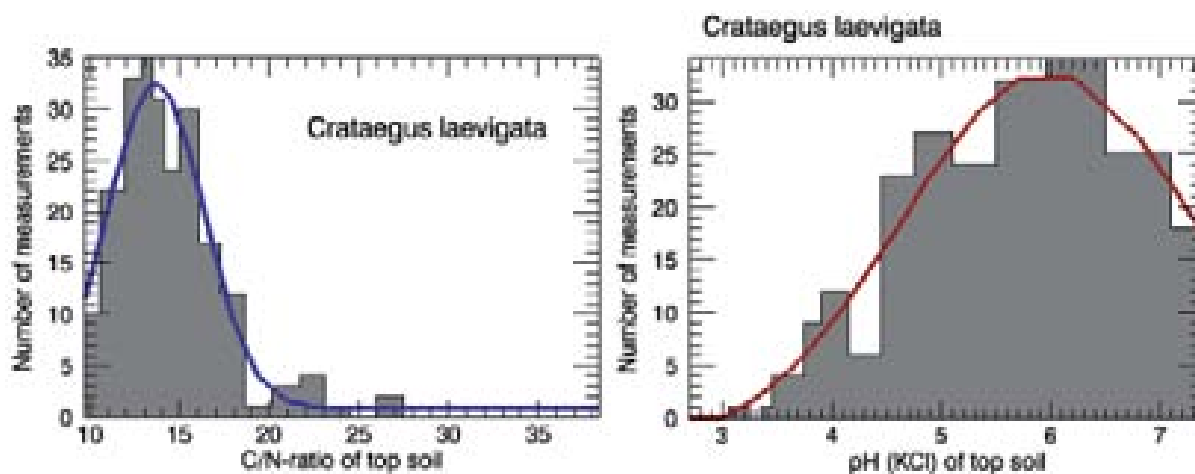 Crataegus laevigata
35
30
25
20
15
10
5
0
Number of measurements
Crataegus laevigata
10 15 20 25 30 35
C/N-ratio of top soil
30
25
20
15
10
5
0
Number of measurements
3 4 5 6 7
pH (KCl) of top soil